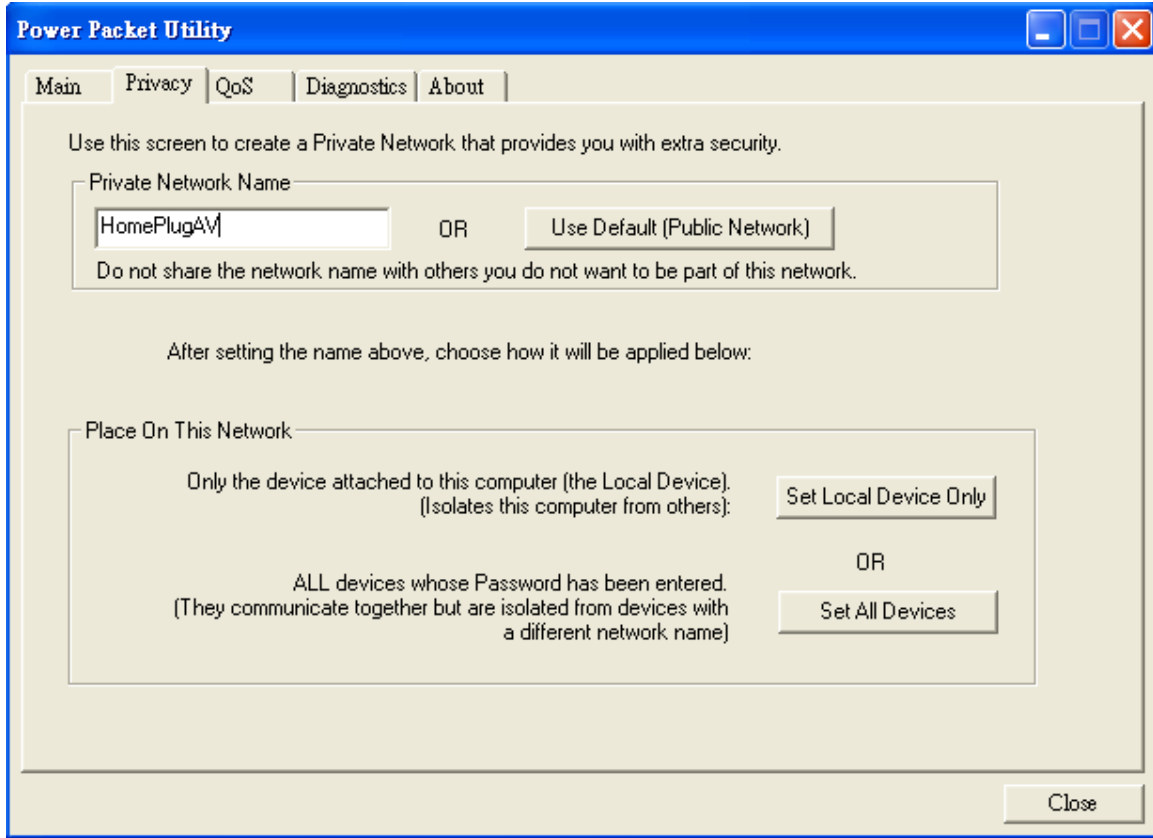 Power Packet Utility
Main Privacy QoS Diagnostics About
Use this screen to create a Private Network that provides you with extra security.
Private Network Name
HomePlugAV OR Use Default (Public Network)
Do not share the network name with others you do not want to be part of this network.
After setting the name above, choose how it will be applied below:
Place On This Network
Only the device attached to this computer (the Local Device).
(Isolates this computer from others): Set Local Device Only
OR
ALL devices whose Password has been entered.
(They communicate together but are isolated from devices with Set All Devices
a different network name)
Close